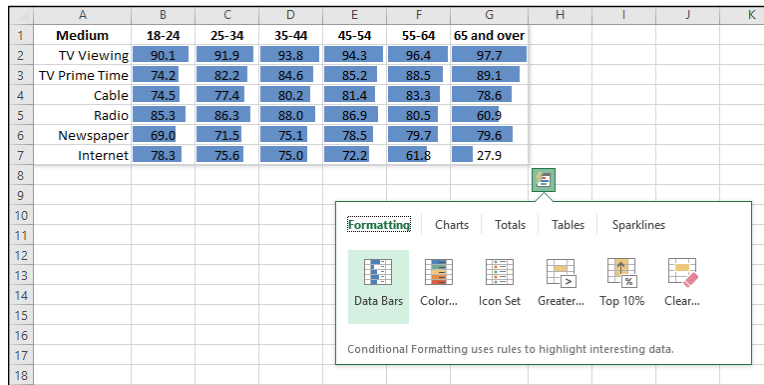 A B C D E F G H I J K
1 Medium 18-24 25-34 35-44 45-54 55-64 65 and over
2 TV Viewing 90.1 91.9 93.8 94.3 96.4 97.7
3 TV Prime Time 74.2 82.2 84.6 85.2 88.5 89.1
4 Cable 74.5 77.4 80.2 81.4 83.3 78.6
5 Radio 85.3 86.3 88.0 86.9 80.5 60.9
6 Newspaper 69.0 71.5 75.1 78.5 79.7 79.6
7 Internet 78.3 75.6 75.0 72.2 61.8 27.9
8
9
10
11 Formatting Charts Totals Tables Sparklines
12
13
14
15 Data Bars Color... Icon Set Greater... Top 10% Clear...
16
17 Conditional Formatting uses rules to highlight interesting data.
18